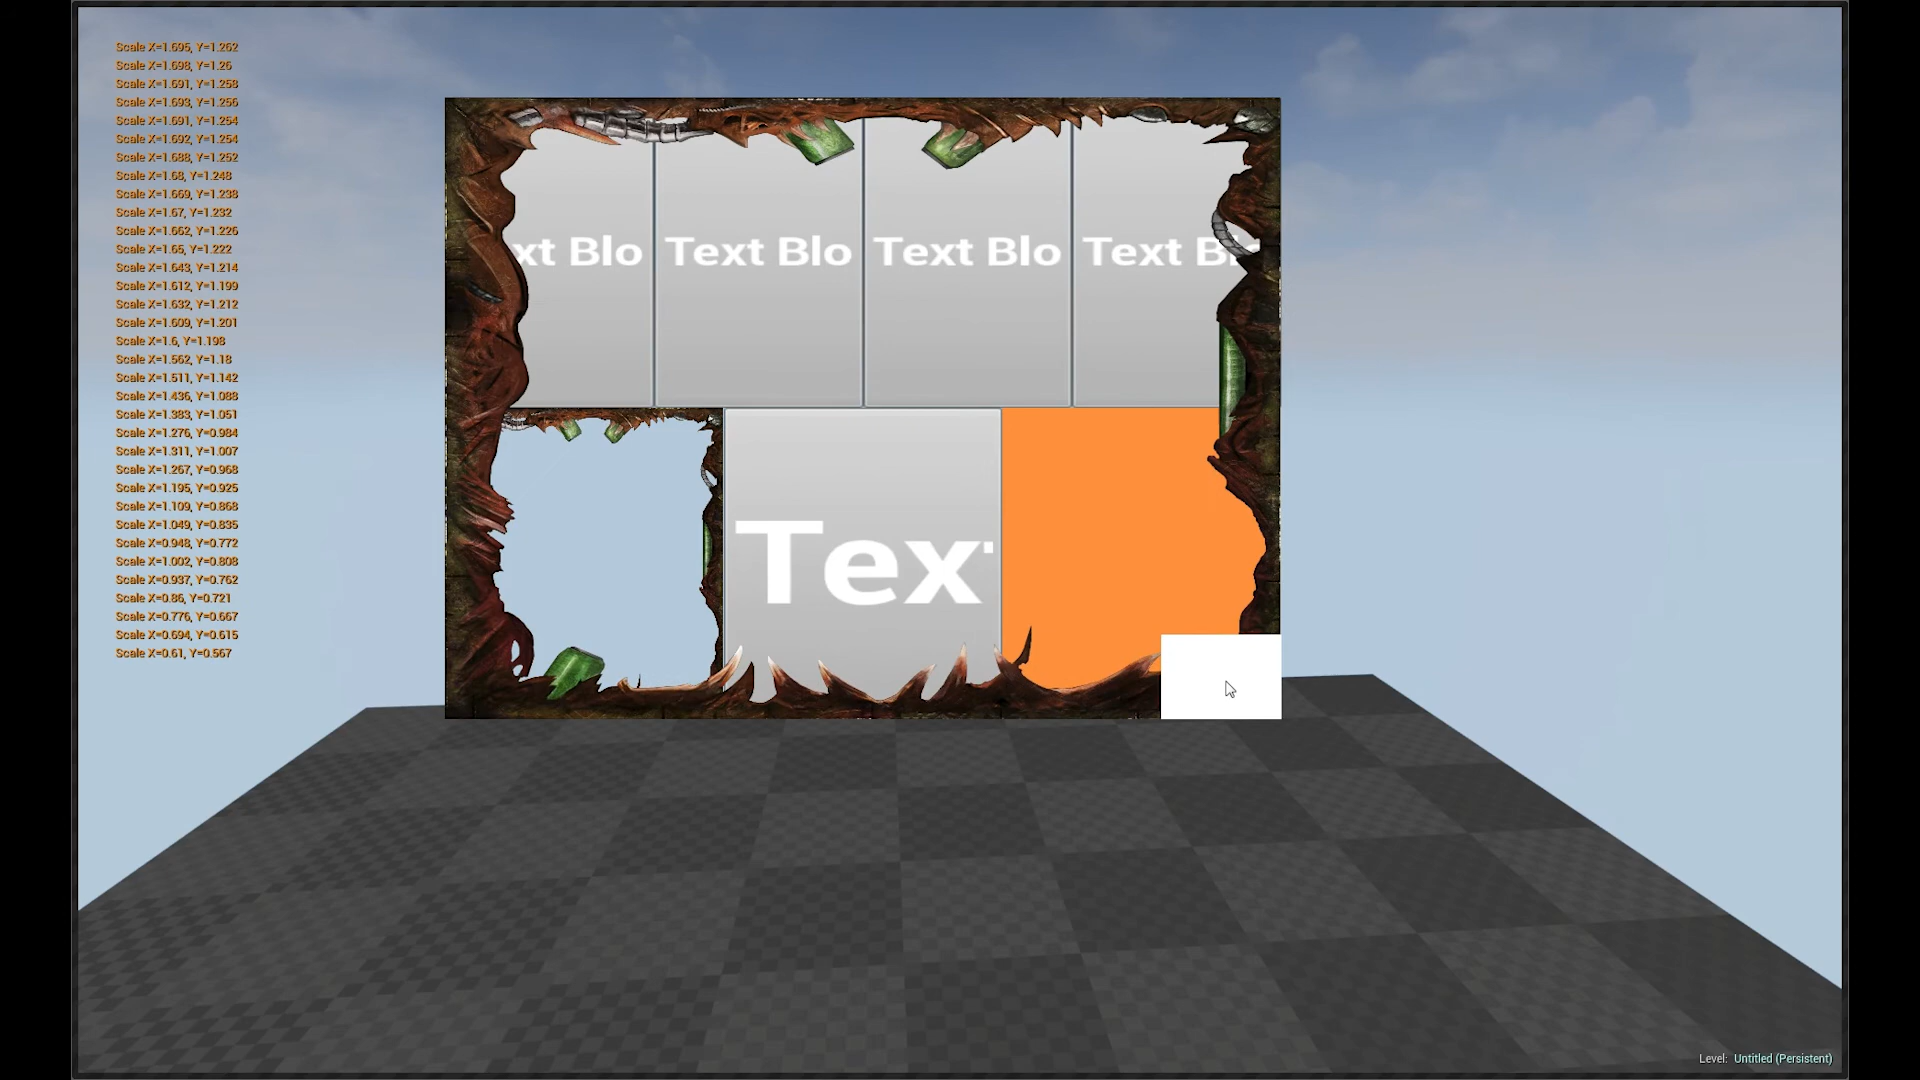 Scale X=1.695, Y=1.262
Scale X=1.698, Y=1.26
Scale X=1.691, Y=1.258
Scale X=1.693, Y=1.256
Scale X=1.691, Y=1.254
Scale X=1.692, Y=1.254
Scale X=1.688, Y=1.252
Scale X=1.68, Y=1.248
Scale X=1.669, Y=1.238
Scale X=1.67, Y=1.232
Scale X=1.662, Y=1.226
Scale X=1.65, Y=1.222
Scale X=1.643, Y=1.214
Scale X=1.612, Y=1.199
Scale X=1.632, Y=1.212
Scale X=1.609, Y=1.201
Scale X=1.6, Y=1.198
Scale X=1.562, Y=1.18
Scale X=1.511, Y=1.142
Scale X=1.436, Y=1.088
Scale X=1.383, Y=1.051
Scale X=1.276, Y=0.984
Scale X=1.311, Y=1.007
Scale X=1.267, Y=0.968
Scale X=1.195, Y=0.925
Scale X=1.109, Y=0.868
Scale X=1.049, Y=0.835
Scale X=0.948, Y=0.772
Scale X=1.002, Y=0.808
Scale X=0.937, Y=0.762
Scale X=0.86, Y=0.721
Scale X=0.776, Y=0.667
Scale X=0.694, Y=0.615
Scale X=0.61, Y=0.567
xt Blo
Text Blo
Text Blo
Text Blo
Tex
Level: Untitled (Persistent)